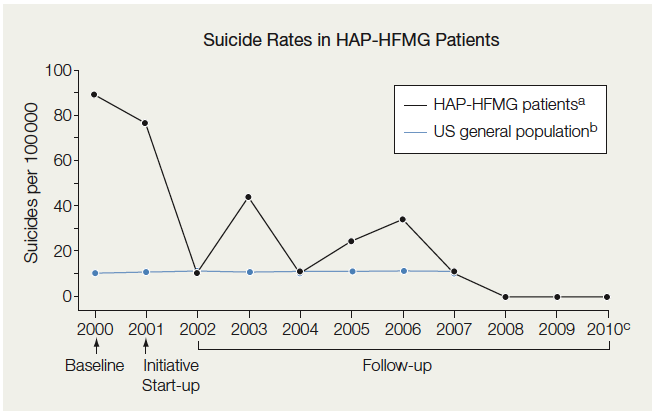 Suicide Rates in HAP-HFMG Patients
Suicides per 100 000
100
80
60
40
20
0
HAP-HFMG patientsᵃ
US general populationᵇ
2000 2001 2002 2003 2004 2005 2006 2007 2008 2009 2010ᶜ
Baseline Initiative Follow-up
Start-up